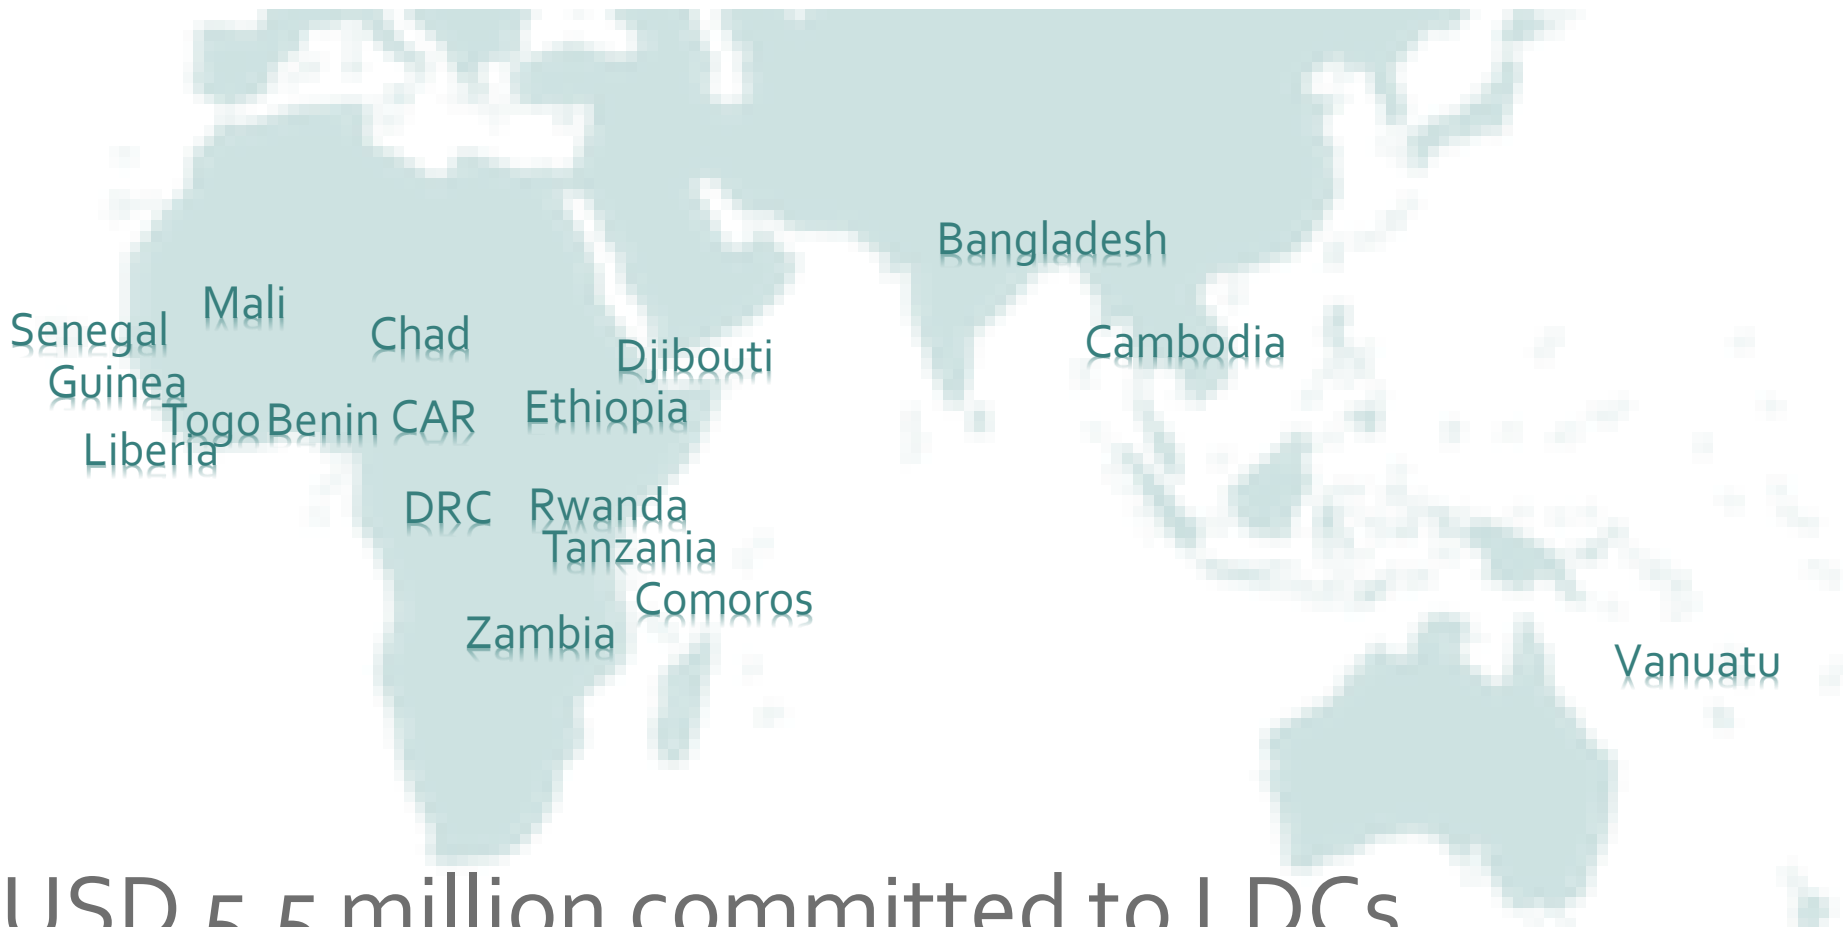 Bangladesh
Mali
Senegal
Chad
Djibouti
Cambodia
Guinea
Togo Benin CAR
Ethiopia
Liberia
DRC
Rwanda
Tanzania
Comoros
Zambia
Vanuatu
USD 5.5 million committed to LDCs